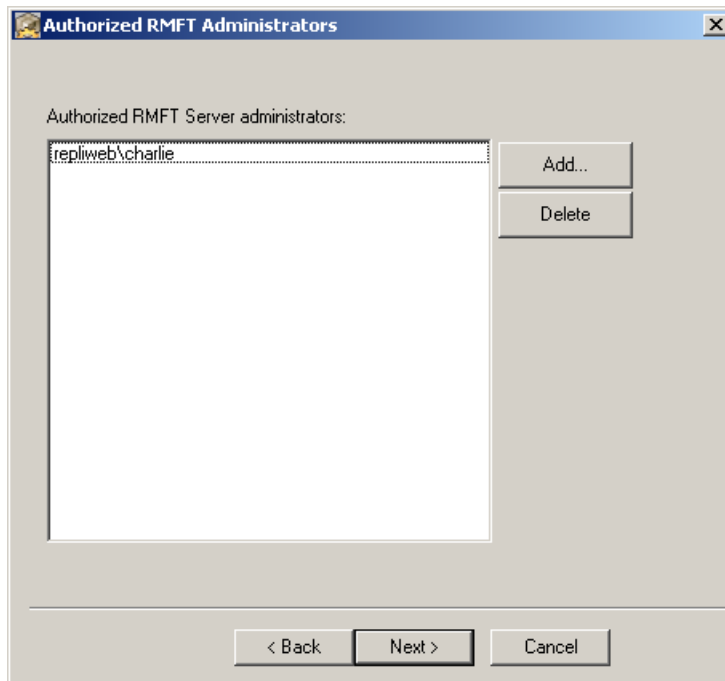 Authorized RMFT Administrators
Authorized RMFT Server administrators:
repliweb\charlie
Add...
Delete
< Back
Next >
Cancel